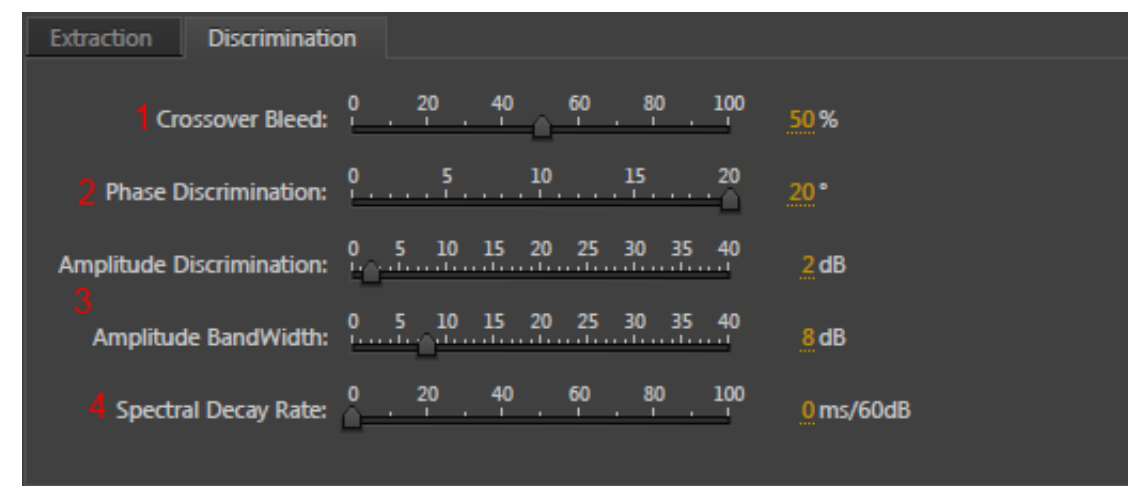 Extraction Discrimination
0 20 40 60 80 100
1 Crossover Bleed: 50 %
0 5 10 15 20
2 Phase Discrimination: 20 °
0 5 10 15 20 25 30 35 40
Amplitude Discrimination: 2 dB
3
0 5 10 15 20 25 30 35 40
Amplitude BandWidth: 8 dB
0 20 40 60 80 100
4 Spectral Decay Rate: 0 ms/60dB